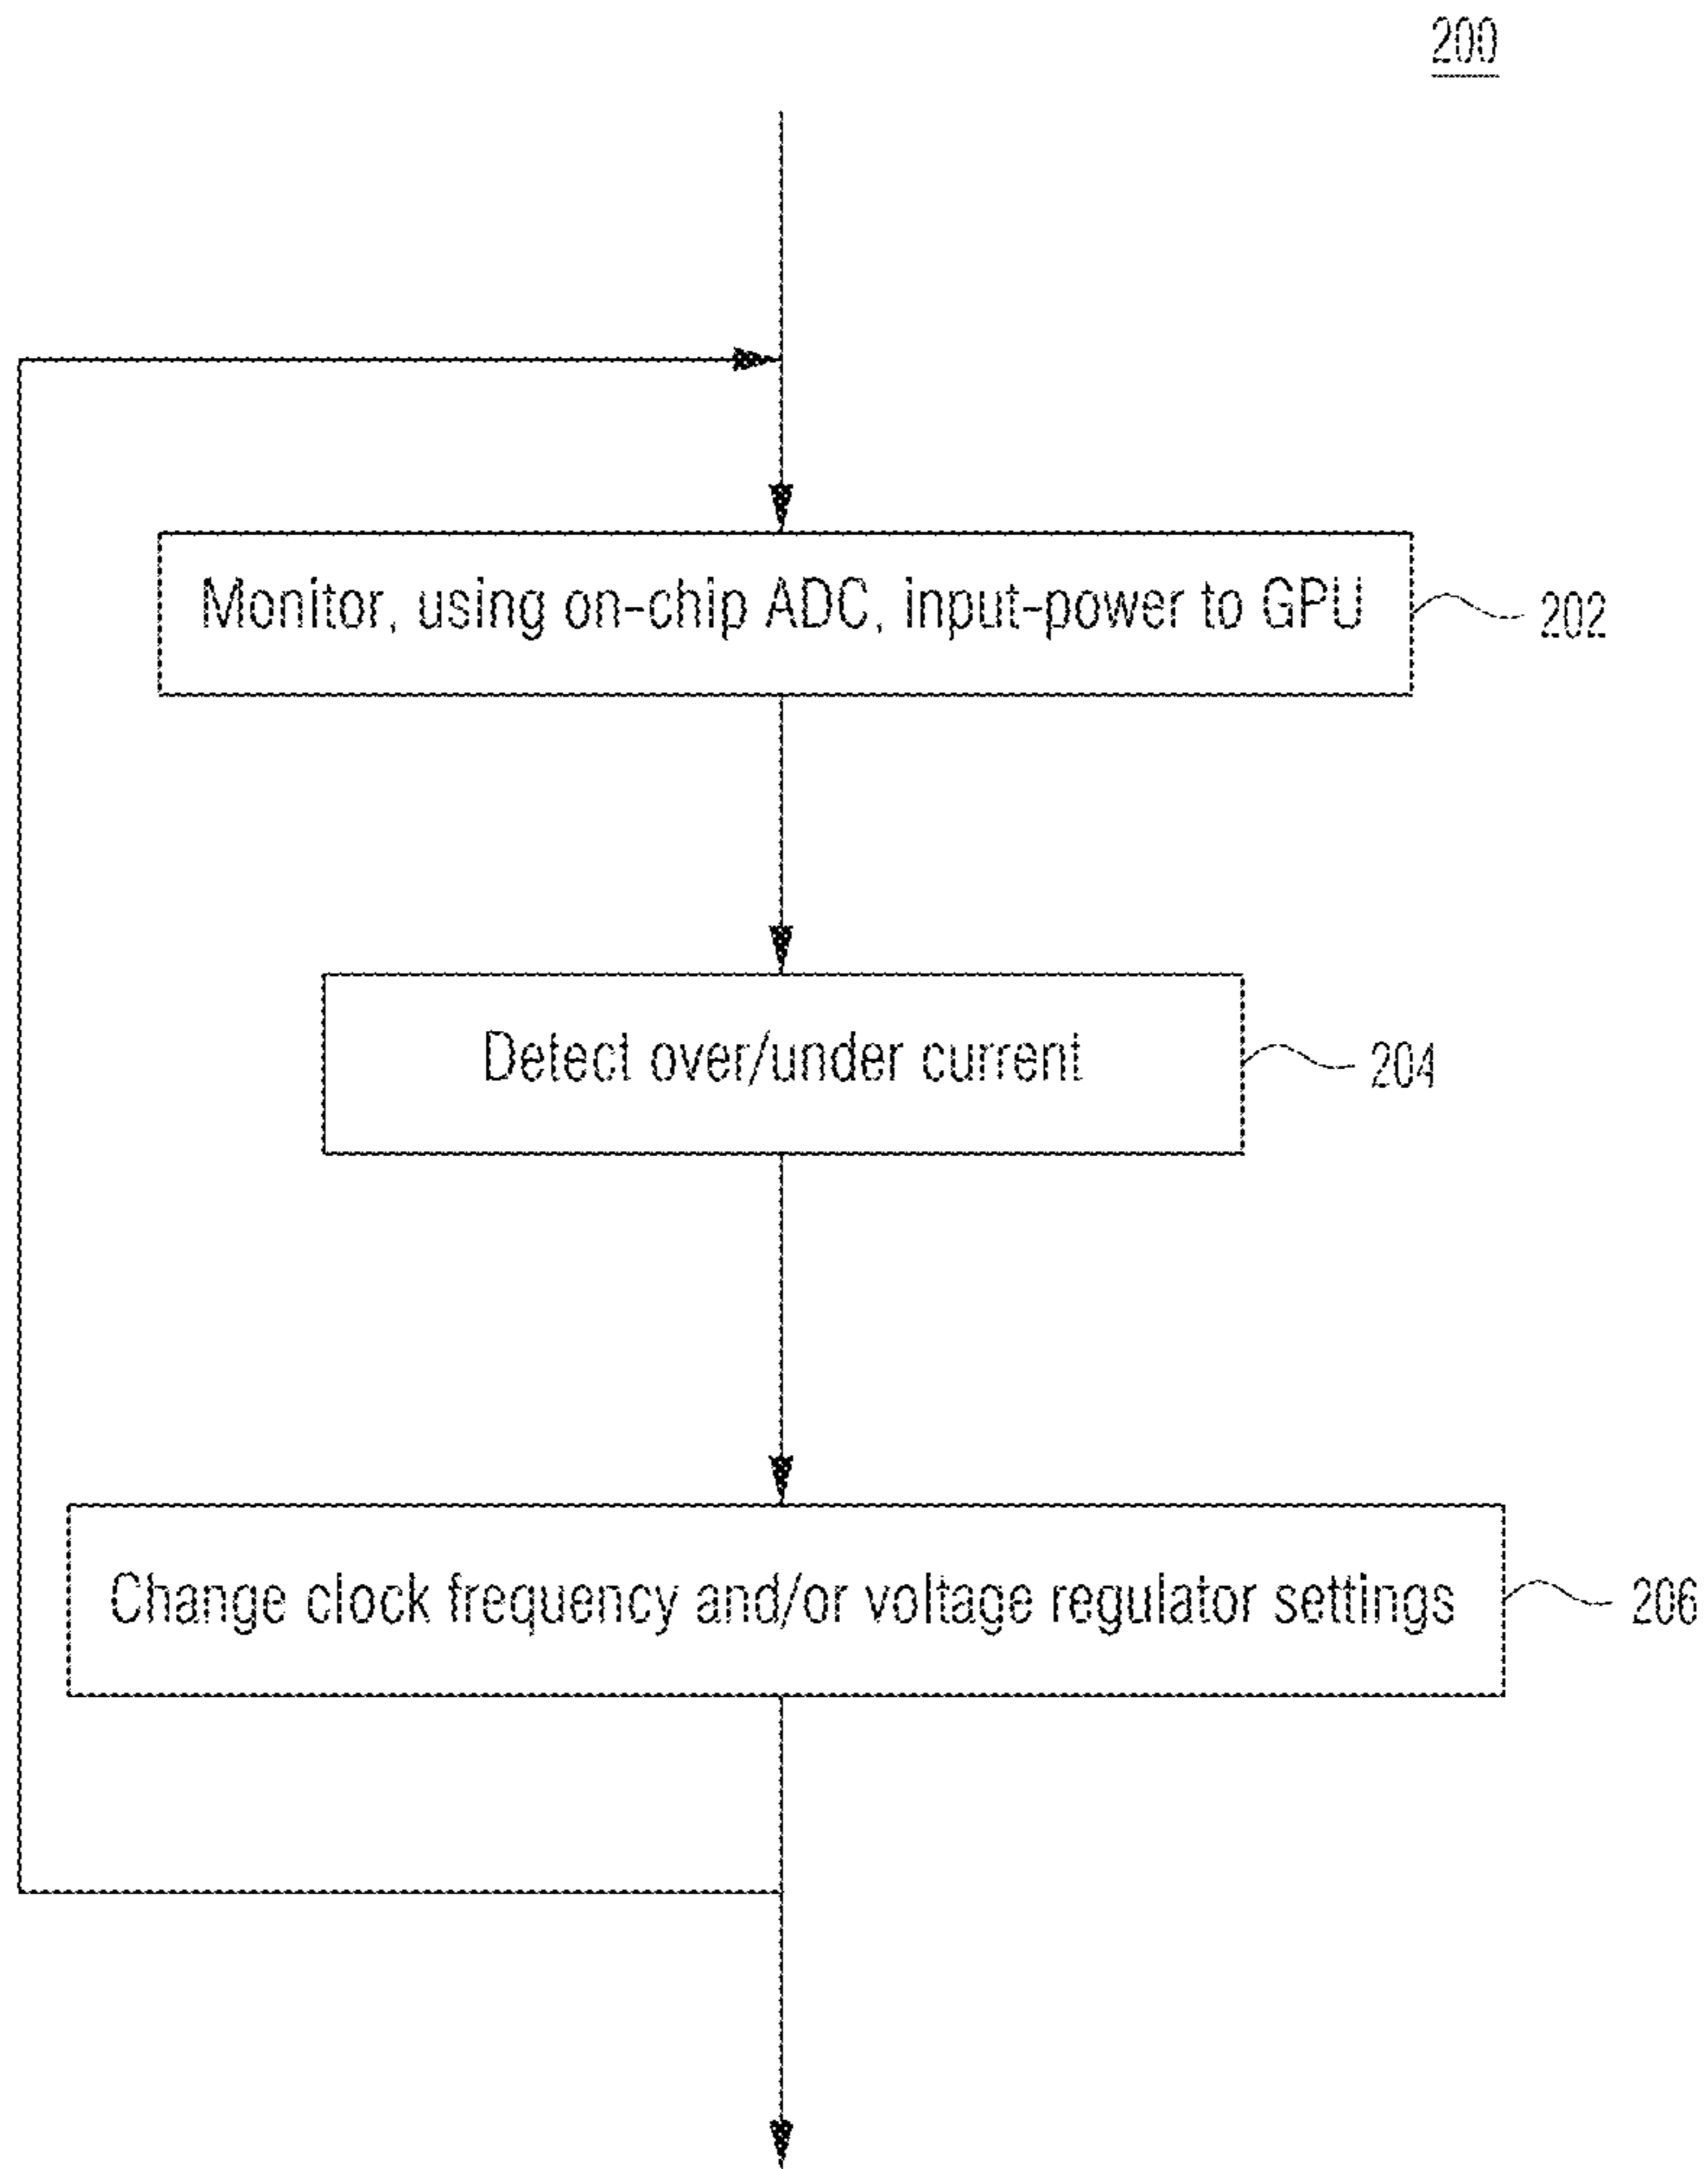 200
Monitor, using on-chip ADC, input-power to GPU
202
Detect over/under current
204
Change clock frequency and/or voltage regulator settings
206